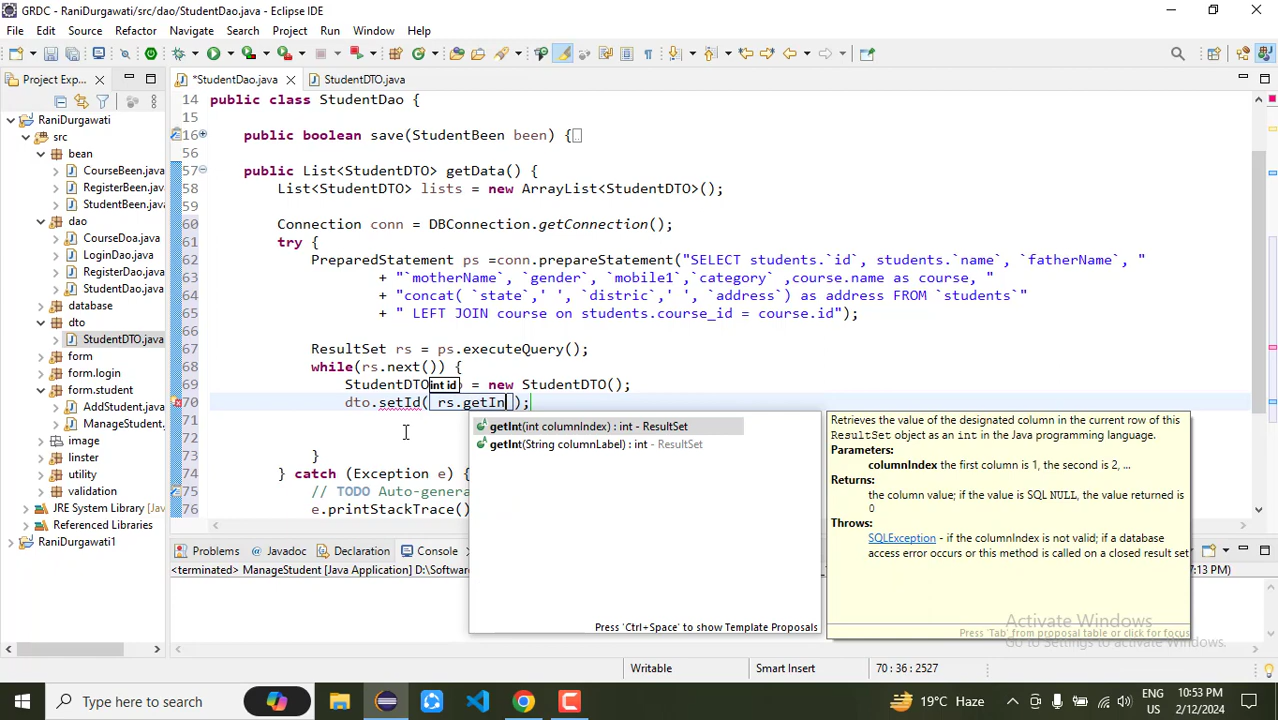 GRDC - RaniDurgawati/src/dao/StudentDao.java - Eclipse IDE
File Edit Source Refactor Navigate Search Project Run Window Help
Project Exp...
*StudentDao.java
StudentDTO.java
RaniDurgawati
src
bean
CourseBeen.java
RegisterBeen.java
StudentBeen.java
dao
CourseDoa.java
LoginDao.java
RegisterDao.java
StudentDao.java
database
dto
StudentDTO.java
form
form.login
form.student
AddStudent.java
ManageStudent.
image
linster
utility
validation
JRE System Library [
Referenced Libraries
RaniDurgawati1
14 public class StudentDao {
15
16 public boolean save(StudentBeen been) {
56
57 public List<StudentDTO> getData() {
58 List<StudentDTO> lists = new ArrayList<StudentDTO>();
59
60 Connection conn = DBConnection.getConnection();
61 try {
62 PreparedStatement ps =conn.prepareStatement("SELECT students.`id`, students.`name`, `fatherName`, "
63 + "`motherName`, `gender`, `mobile1`,`category` ,course.name as course, "
64 + "concat( `state`,' ', `distric`,' ', `address`) as address FROM `students`"
65 + " LEFT JOIN course on students.course_id = course.id");
66
67 ResultSet rs = ps.executeQuery();
68 while(rs.next()) {
69 StudentDTO = new StudentDTO();
int id
70 dto.setId( rs.getIn );
71
72
73 }
74 } catch (Exception e) {
75 // TODO Auto-genera
76 e.printStackTrace()
getInt(int columnIndex) : int - ResultSet
getInt(String columnLabel) : int - ResultSet
Press 'Ctrl+Space' to show Template Proposals
Retrieves the value of the designated column in the current row of this
ResultSet object as an int in the Java programming language.
Parameters:
columnIndex the first column is 1, the second is 2, ...
Returns:
the column value; if the value is SQL NULL, the value returned is
0
Throws:
SQLException - if the columnIndex is not valid; if a database
access error occurs or this method is called on a closed result set
Press 'Tab' from proposal table or click for focus
Problems Javadoc Declaration Console
<terminated> ManageStudent [Java Application] D:\Software
7:13 PM)
Activate Windows
Go to Settings to activate Windows.
Writable
Smart Insert
70 : 36 : 2527
Type here to search
19°C Haze
ENG
US
10:53 PM
2/12/2024